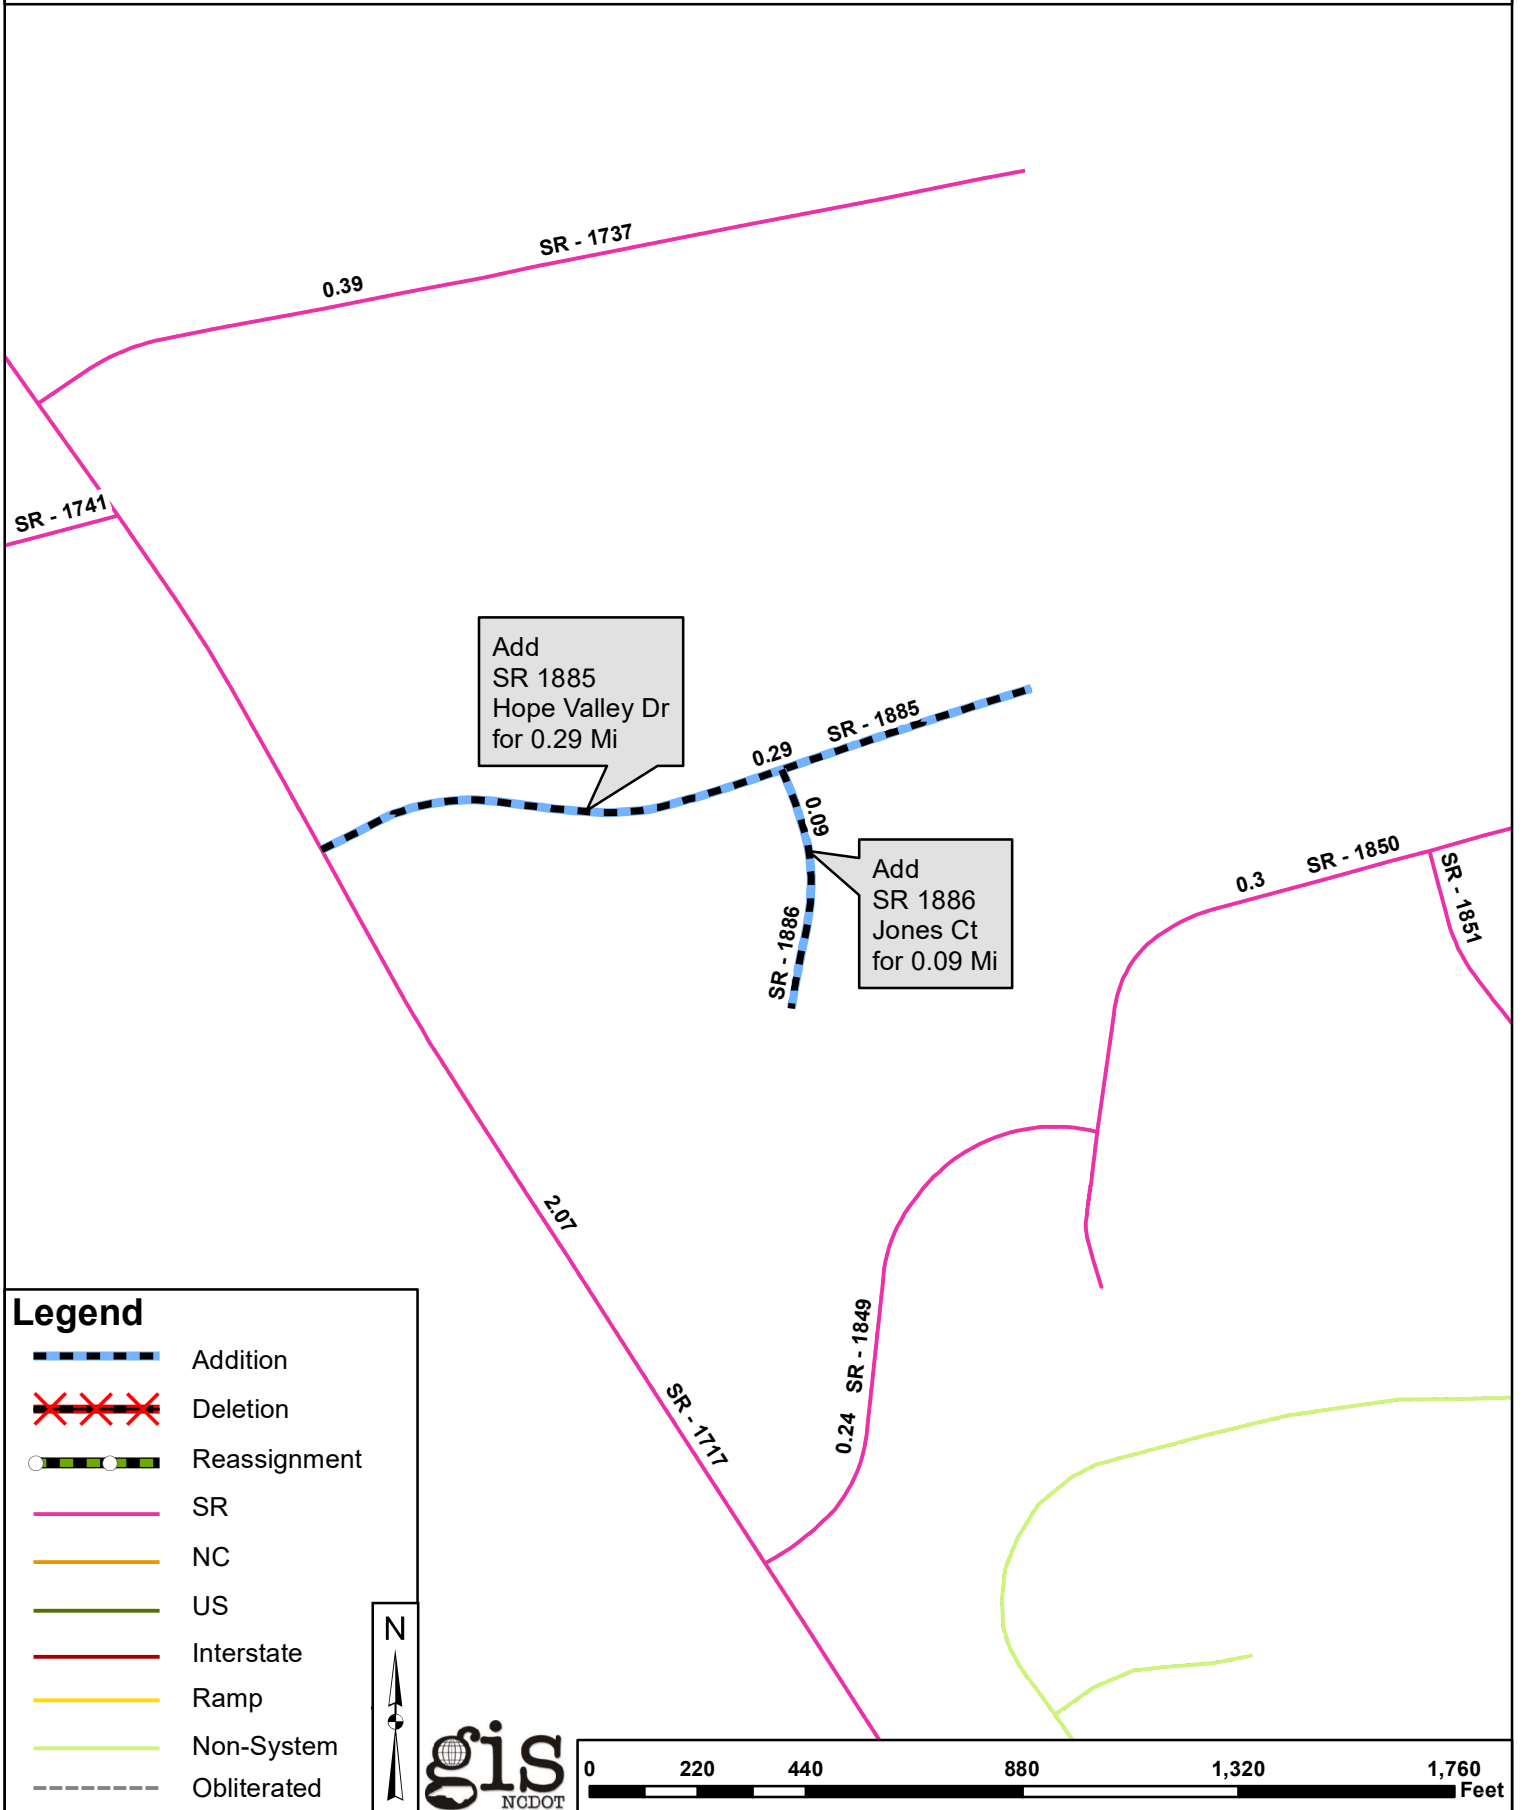 SR - 1737
0.39
SR - 1741
Add
SR 1885
Hope Valley Dr
for 0.29 Mi
SR - 1885
0.29
0.09
Add
SR 1886
Jones Ct
for 0.09 Mi
SR - 1886
SR - 1850
0.3
SR - 1851
2.07
SR - 1717
SR - 1849
0.24
Legend
Addition
Deletion
Reassignment
SR
NC
US
Interstate
Ramp
Non-System
Obliterated
N
gis
NCDOT
0 220 440 880 1,320 1,760
Feet